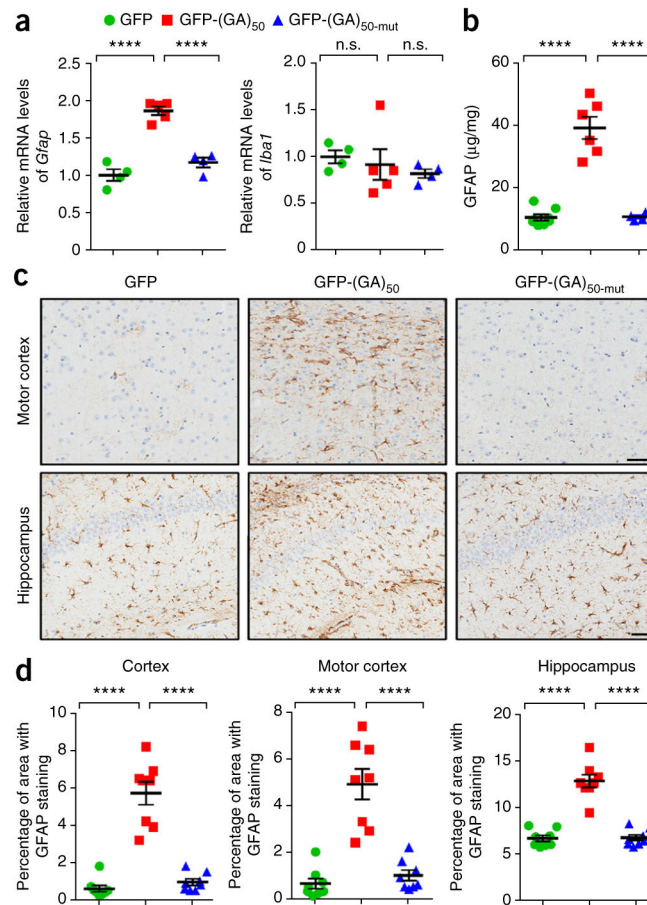 GFP GFP-(GA)50 GFP-(GA)50-mut
a
**** ****
Relative mRNA levels
of Gfap
2.5
2.0
1.5
1.0
0.5
0
n.s. n.s.
Relative mRNA levels
of Iba1
2.0
1.5
1.0
0.5
0
b
**** ****
GFAP (µg/mg)
60
40
20
0
c
GFP GFP-(GA)50 GFP-(GA)50-mut
Motor cortex
Hippocampus
d
Cortex
**** ****
Percentage of area with
GFAP staining
10
8
6
4
2
0
Motor cortex
**** ****
Percentage of area with
GFAP staining
8
6
4
2
0
Hippocampus
**** ****
Percentage of area with
GFAP staining
20
15
10
5
0